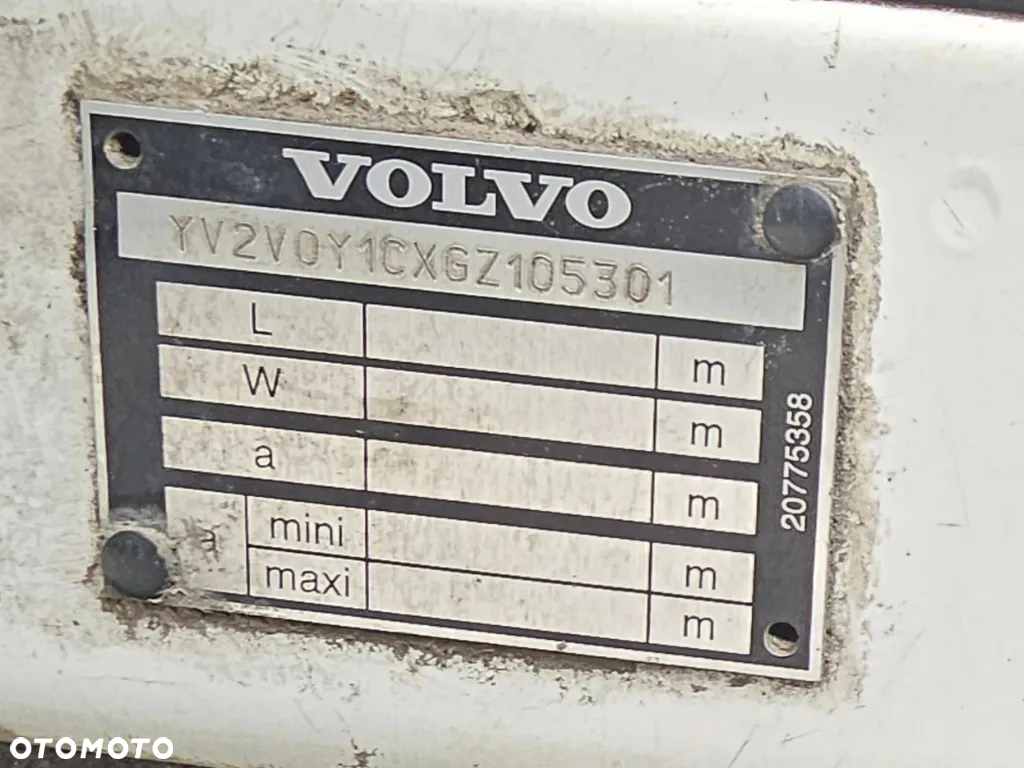 VOLVO
YV2V0Y1CXGZ105301
L m
W m
a m
a mini m
maxi m
20775358
OTOMOTO